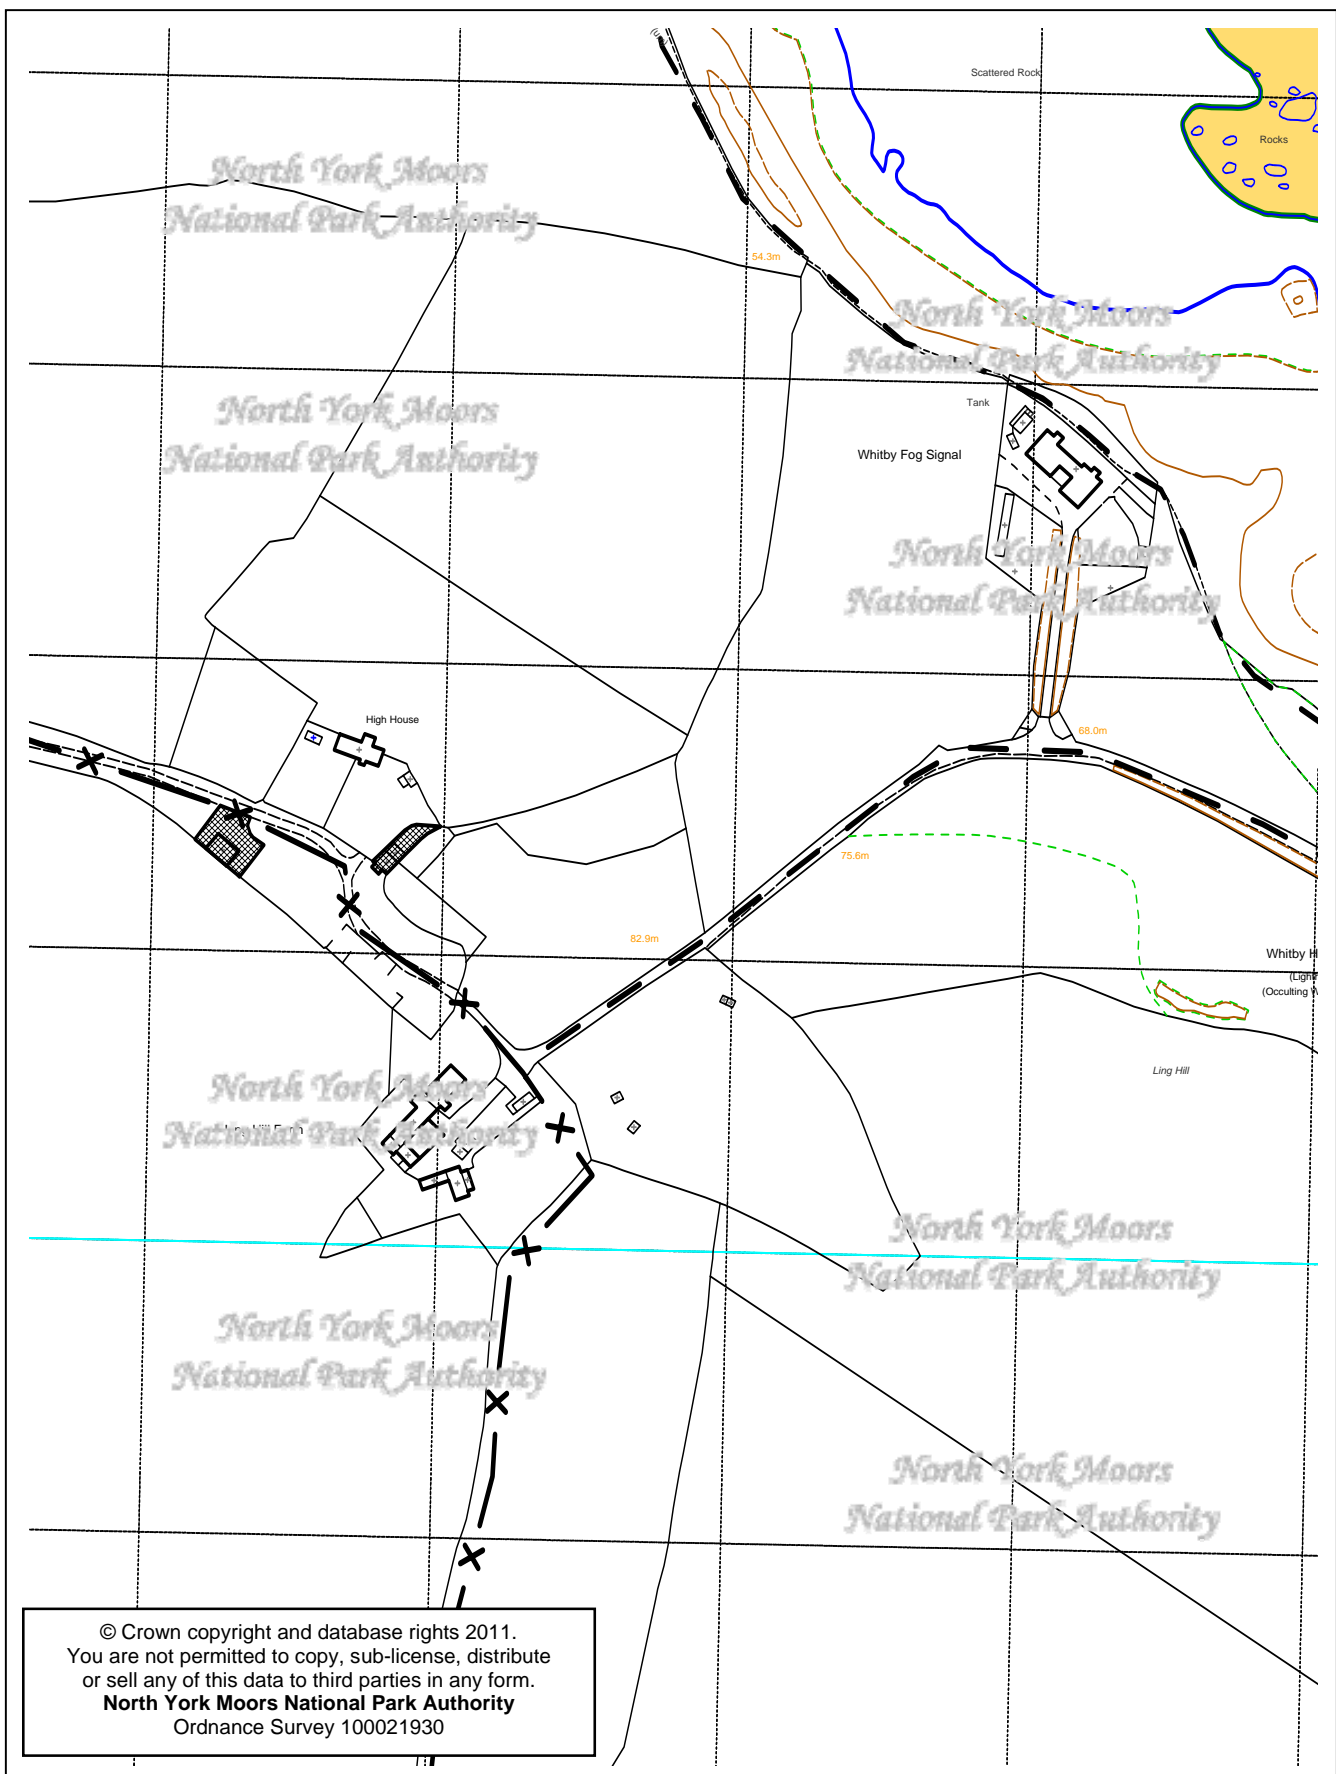 Scattered Rock
Rocks
North York Moors
National Park Authority
54.3m
North York Moors
National Park Authority
Tank
North York Moors
National Park Authority
Whitby Fog Signal
North York Moors
National Park Authority
High House
68.0m
75.6m
82.9m
Whitby H
(Occulting W
Ling Hill
North York Moors
National Park Authority
North York Moors
National Park Authority
North York Moors
National Park Authority
North York Moors
National Park Authority
© Crown copyright and database rights 2011.
You are not permitted to copy, sub-license, distribute
or sell any of this data to third parties in any form.
North York Moors National Park Authority
Ordnance Survey 100021930